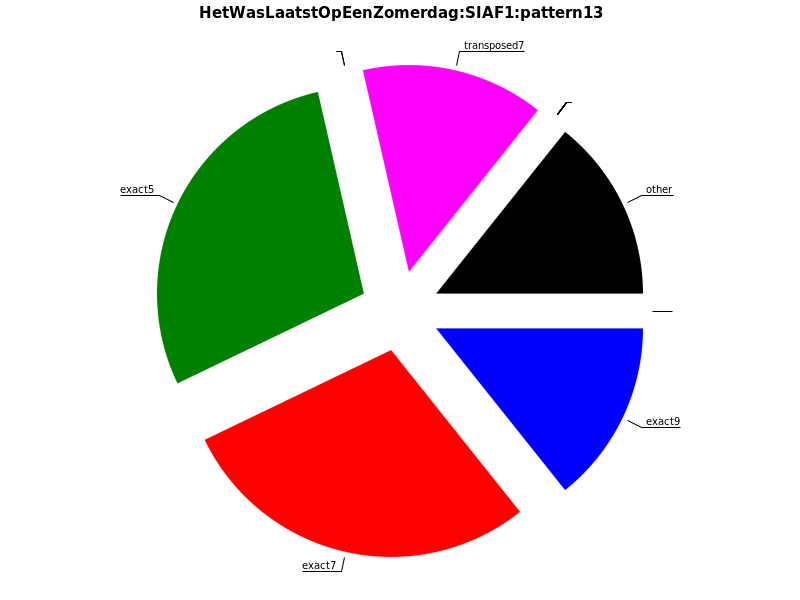 HetWasLaatstOpEenZomerdag:SIAF1:pattern13
transposed7
exact5
other
exact9
exact7